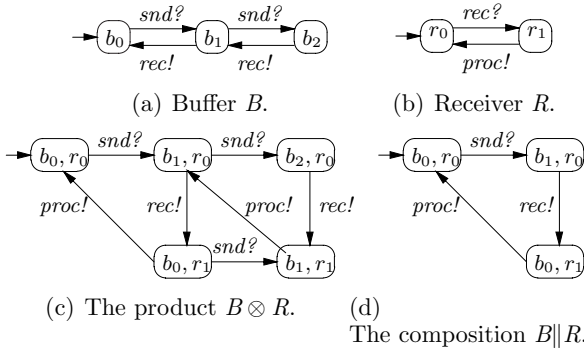 snd? snd? rec?
b₀ b₁ b₂ r₀ r₁
rec! rec! proc!
(a) Buffer B. (b) Receiver R.
snd? snd? snd?
b₀, r₀ b₁, r₀ b₂, r₀ b₀, r₀ b₁, r₀
proc! rec! proc! rec! proc! rec!
snd?
b₀, r₁ b₁, r₁ b₀, r₁
(c) The product B ⊗ R. (d)
The composition B∥R.